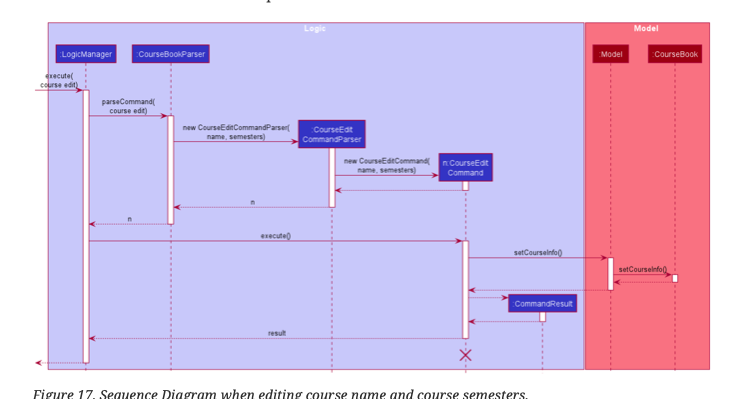 Logic
Model
:LogicManager
:CourseBookParser
:Model
:CourseBook
execute(
course edit)
parseCommand(
course edit)
new CourseEditCommandParser(
name, semesters)
:CourseEdit
CommandParser
new CourseEditCommand(
name, semesters)
n:CourseEdit
Command
n
n
execute()
setCourseInfo()
setCourseInfo()
:CommandResult
result
Figure 17. Sequence Diagram when editing course name and course semesters.